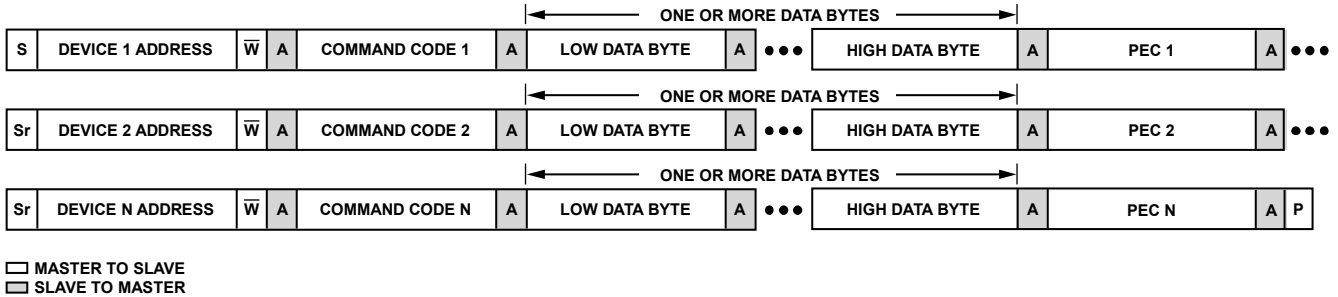 ONE OR MORE DATA BYTES
S DEVICE 1 ADDRESS W̅ A COMMAND CODE 1 A LOW DATA BYTE A ●●● HIGH DATA BYTE A PEC 1 A ●●●
ONE OR MORE DATA BYTES
Sr DEVICE 2 ADDRESS W̅ A COMMAND CODE 2 A LOW DATA BYTE A ●●● HIGH DATA BYTE A PEC 2 A ●●●
ONE OR MORE DATA BYTES
Sr DEVICE N ADDRESS W̅ A COMMAND CODE N A LOW DATA BYTE A ●●● HIGH DATA BYTE A PEC N A P
MASTER TO SLAVE
SLAVE TO MASTER